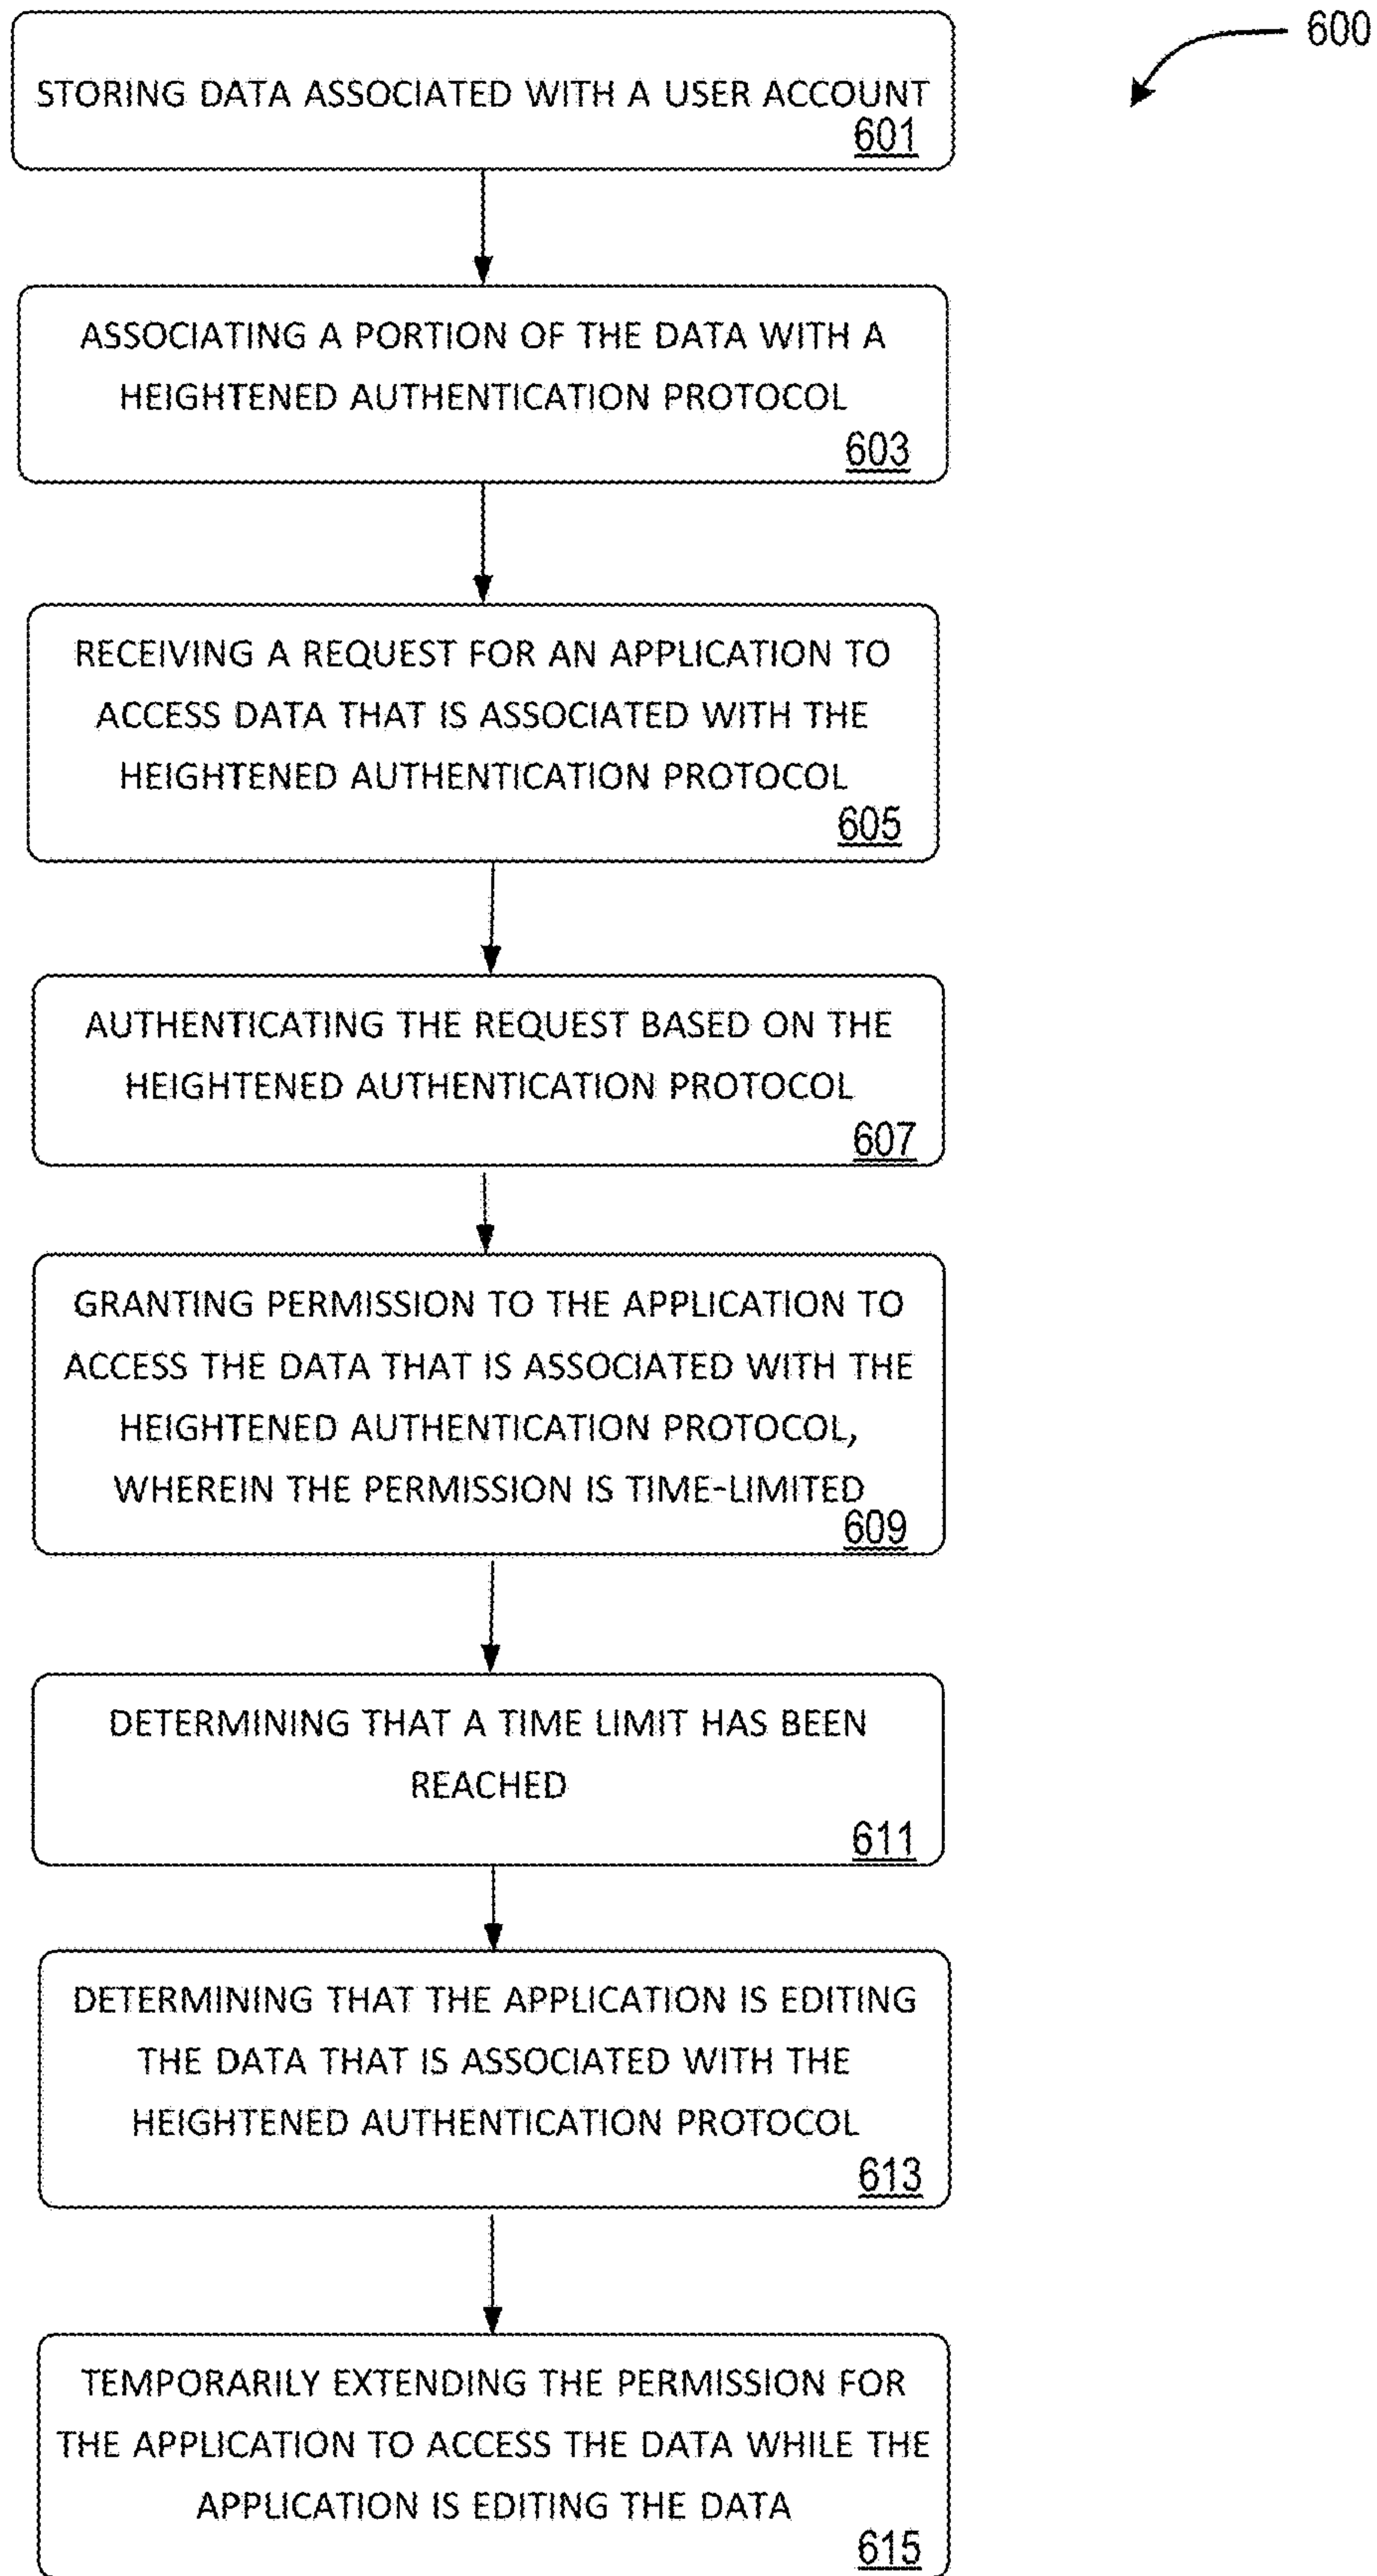 600
STORING DATA ASSOCIATED WITH A USER ACCOUNT
601
ASSOCIATING A PORTION OF THE DATA WITH A
HEIGHTENED AUTHENTICATION PROTOCOL
603
RECEIVING A REQUEST FOR AN APPLICATION TO
ACCESS DATA THAT IS ASSOCIATED WITH THE
HEIGHTENED AUTHENTICATION PROTOCOL
605
AUTHENTICATING THE REQUEST BASED ON THE
HEIGHTENED AUTHENTICATION PROTOCOL
607
GRANTING PERMISSION TO THE APPLICATION TO
ACCESS THE DATA THAT IS ASSOCIATED WITH THE
HEIGHTENED AUTHENTICATION PROTOCOL,
WHEREIN THE PERMISSION IS TIME-LIMITED
609
DETERMINING THAT A TIME LIMIT HAS BEEN
REACHED
611
DETERMINING THAT THE APPLICATION IS EDITING
THE DATA THAT IS ASSOCIATED WITH THE
HEIGHTENED AUTHENTICATION PROTOCOL
613
TEMPORARILY EXTENDING THE PERMISSION FOR
THE APPLICATION TO ACCESS THE DATA WHILE THE
APPLICATION IS EDITING THE DATA
615